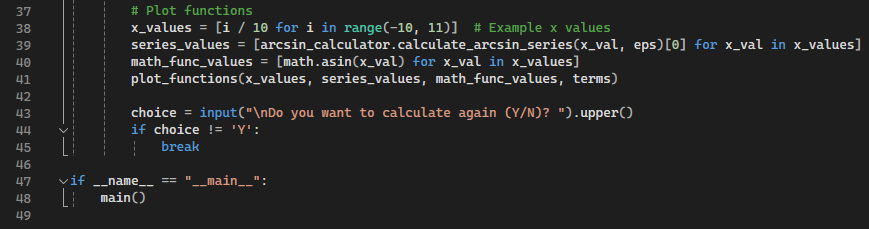 37 # Plot functions
38 x_values = [i / 10 for i in range(-10, 11)]  # Example x values
39 series_values = [arcsin_calculator.calculate_arcsin_series(x_val, eps)[0] for x_val in x_values]
40 math_func_values = [math.asin(x_val) for x_val in x_values]
41 plot_functions(x_values, series_values, math_func_values, terms)
42
43 choice = input("\nDo you want to calculate again (Y/N)? ").upper()
44 if choice != 'Y':
45 break
46
47 if __name__ == "__main__":
48 main()
49